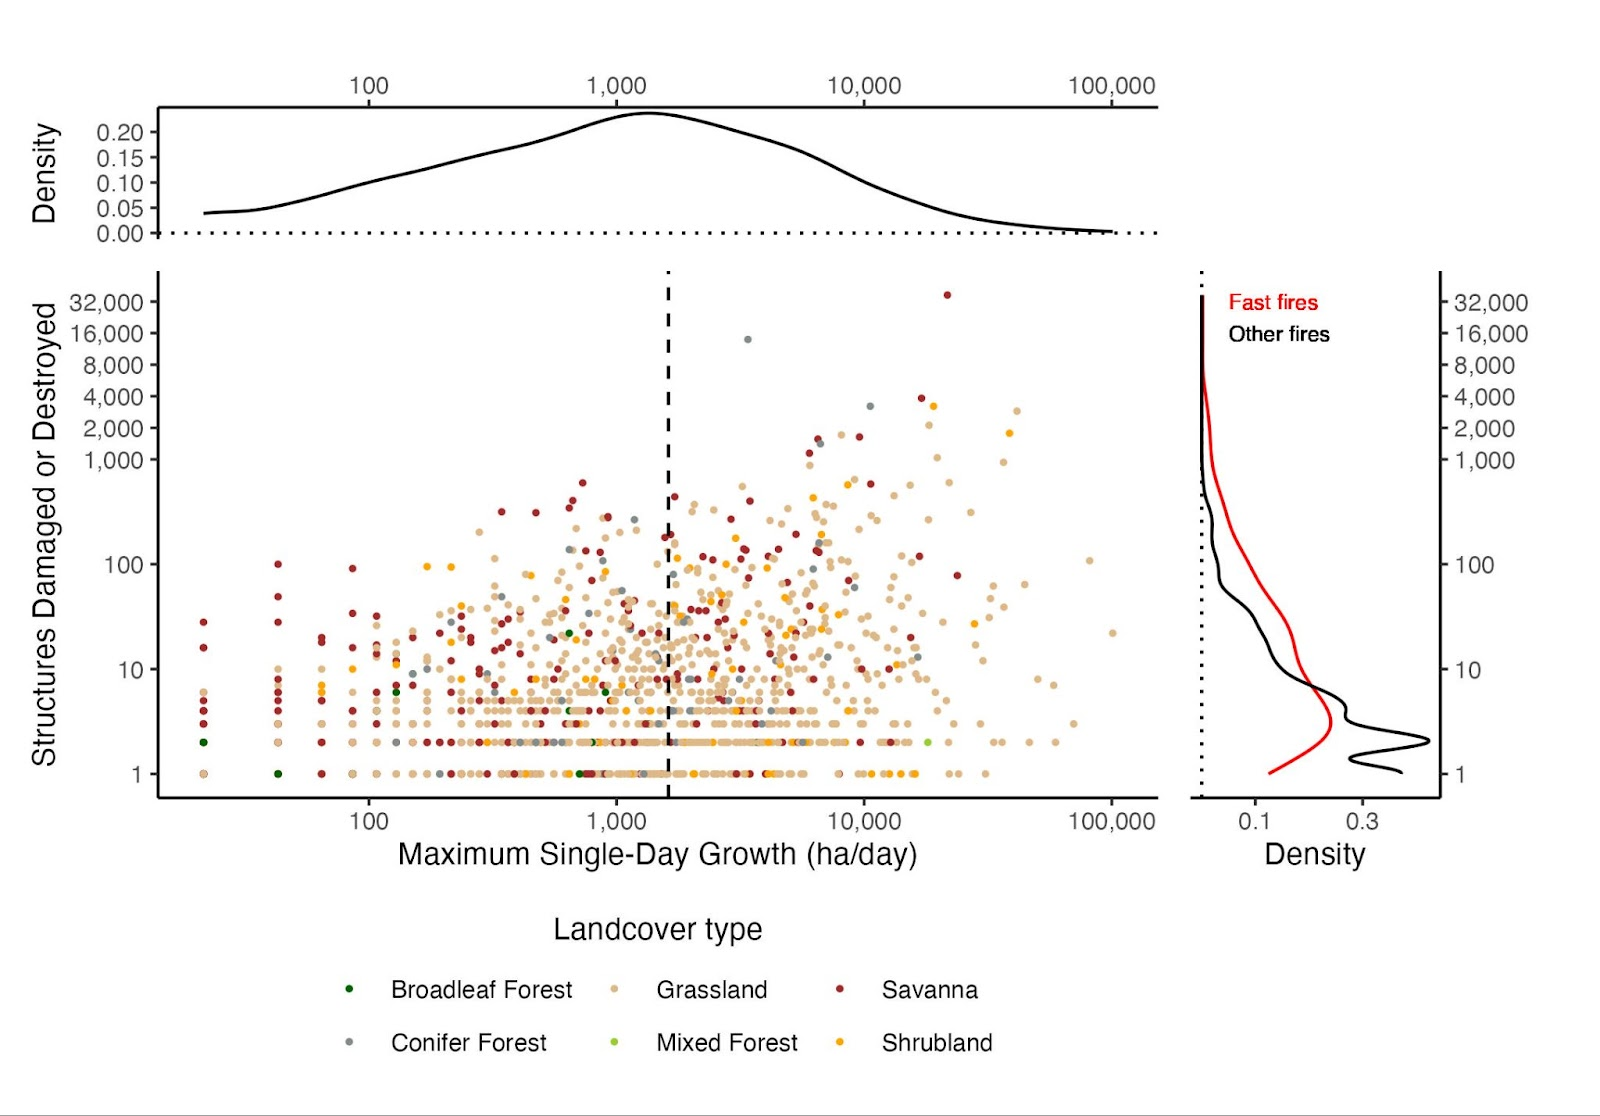 100 1,000 10,000 100,000
Density
0.20
0.15
0.10
0.05
0.00
Structures Damaged or Destroyed
32,000
16,000
8,000
4,000
2,000
1,000
100
10
1
100 1,000 10,000 100,000
Maximum Single-Day Growth (ha/day)
Fast fires
Other fires
32,000
16,000
8,000
4,000
2,000
1,000
100
10
1
0.1 0.3
Density
Landcover type
Broadleaf Forest Grassland Savanna
Conifer Forest Mixed Forest Shrubland